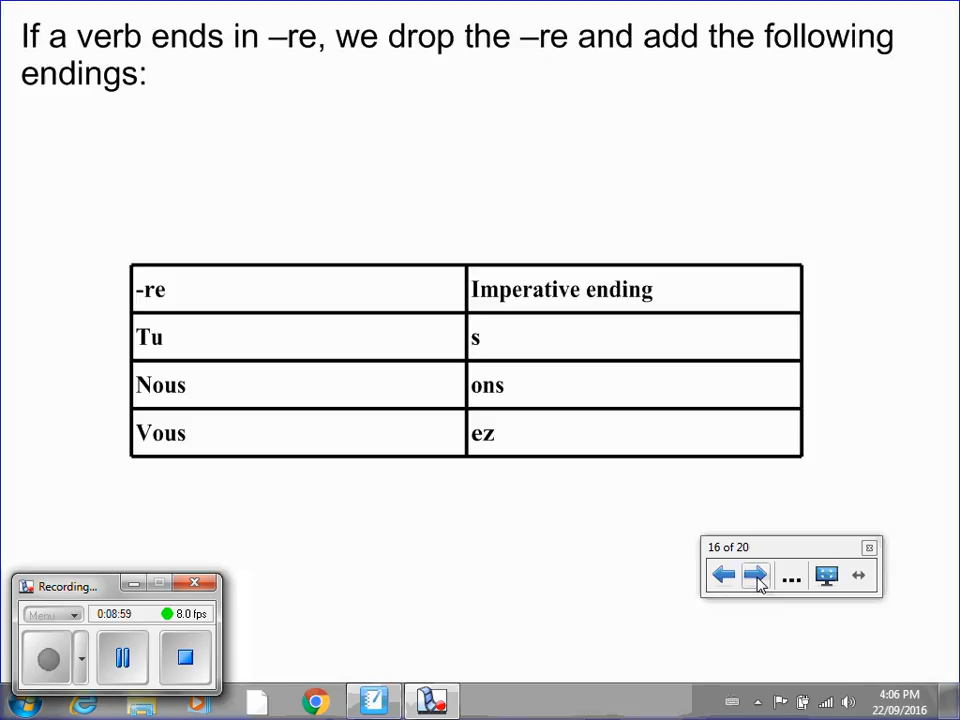 If a verb ends in –re, we drop the –re and add the following
endings:
-re Imperative ending
Tu s
Nous ons
Vous ez
16 of 20
...
Recording...
Menu 0:08:59 8.0 fps
4:06 PM
22/09/2016